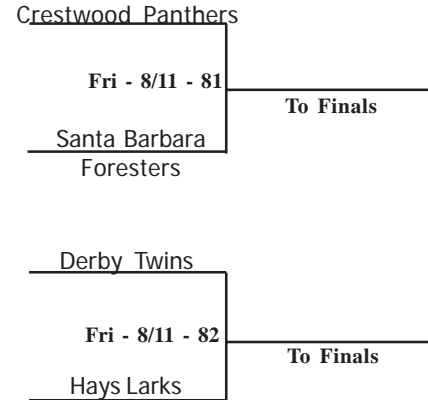 Crestwood Panthers
Fri - 8/11 - 81
To Finals
Santa Barbara
Foresters
Derby Twins
Fri - 8/11 - 82
To Finals
Hays Larks